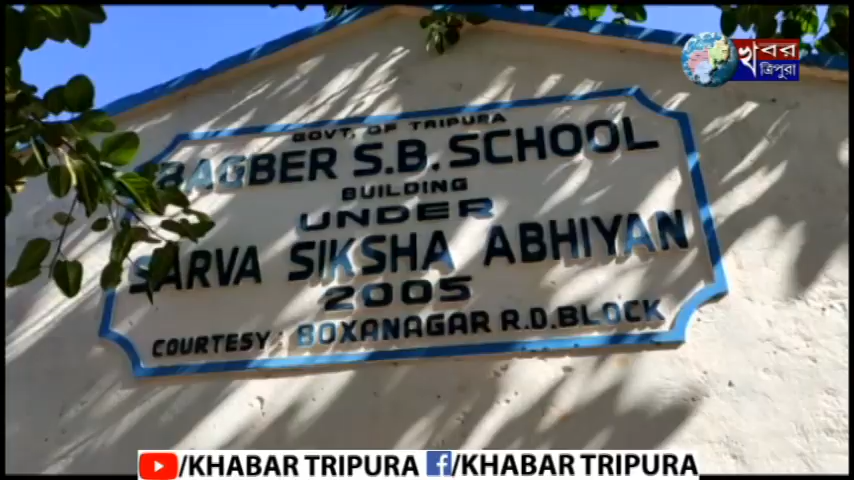 খবর
ত্রিপুরা
GOVT. OF TRIPURA
BAGBER S.B. SCHOOL
BUILDING
UNDER
SARVA SIKSHA ABHIYAN
2005
COURTESY : BOXANAGAR R.D. BLOCK
/KHABAR TRIPURA f/KHABAR TRIPURA